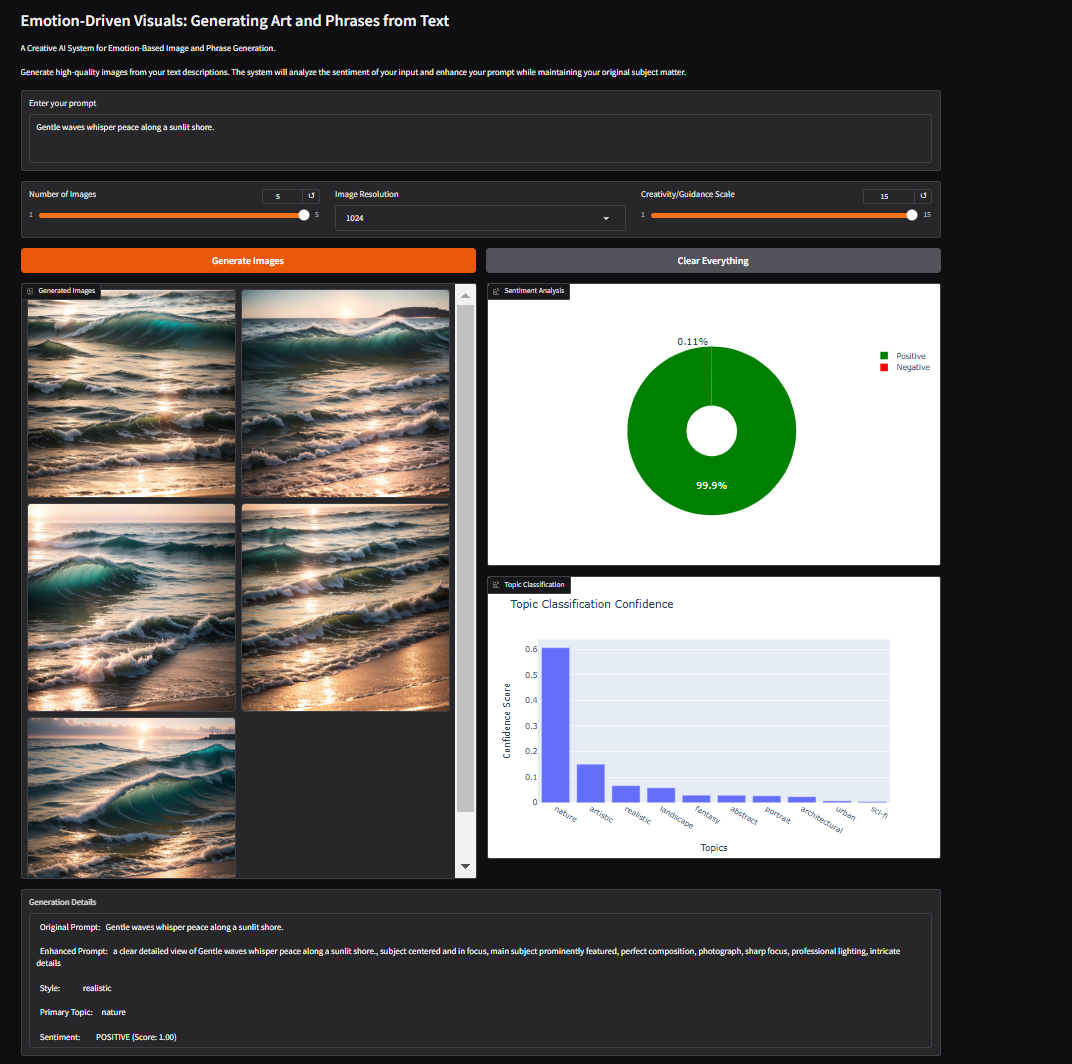 Emotion-Driven Visuals: Generating Art and Phrases from Text
A Creative AI System for Emotion-Based Image and Phrase Generation.
Generate high-quality images from your text descriptions. The system will analyze the sentiment of your input and enhance your prompt while maintaining your original subject matter.
Enter your prompt
Gentle waves whisper peace along a sunlit shore.
Number of Images
5
↺
1
5
Image Resolution
1024
Creativity/Guidance Scale
15
↺
1
15
Generate Images
Clear Everything
Generated Images
Sentiment Analysis
0.11%
99.9%
Positive
Negative
Topic Classification
Topic Classification Confidence
Confidence Score
0.6
0.5
0.4
0.3
0.2
0.1
0
nature
artistic
realistic
landscape
fantasy
abstract
portrait
architectural
urban
sci-fi
Topics
Generation Details
Original Prompt: Gentle waves whisper peace along a sunlit shore.
Enhanced Prompt: a clear detailed view of Gentle waves whisper peace along a sunlit shore., subject centered and in focus, main subject prominently featured, perfect composition, photograph, sharp focus, professional lighting, intricate
details
Style: realistic
Primary Topic: nature
Sentiment: POSITIVE (Score: 1.00)